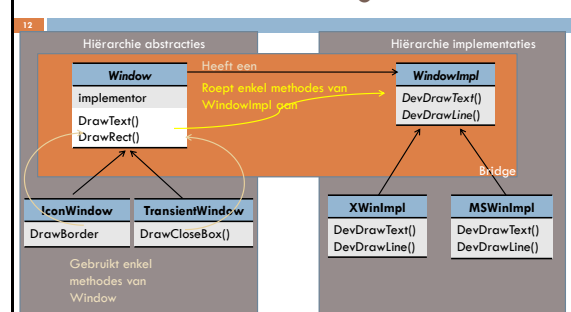 12
Hiërarchie abstracties
Hiërarchie implementaties
Heeft een
Window
implementor
DrawText()
DrawRect()
Roept enkel methodes van
WindowImpl aan
WindowImpl
DevDrawText()
DevDrawLine()
Bridge
IconWindow
DrawBorder
TransientWindow
DrawCloseBox()
XWinImpl
DevDrawText()
DevDrawLine()
MSWinImpl
DevDrawText()
DevDrawLine()
Gebruikt enkel
methodes van
Window